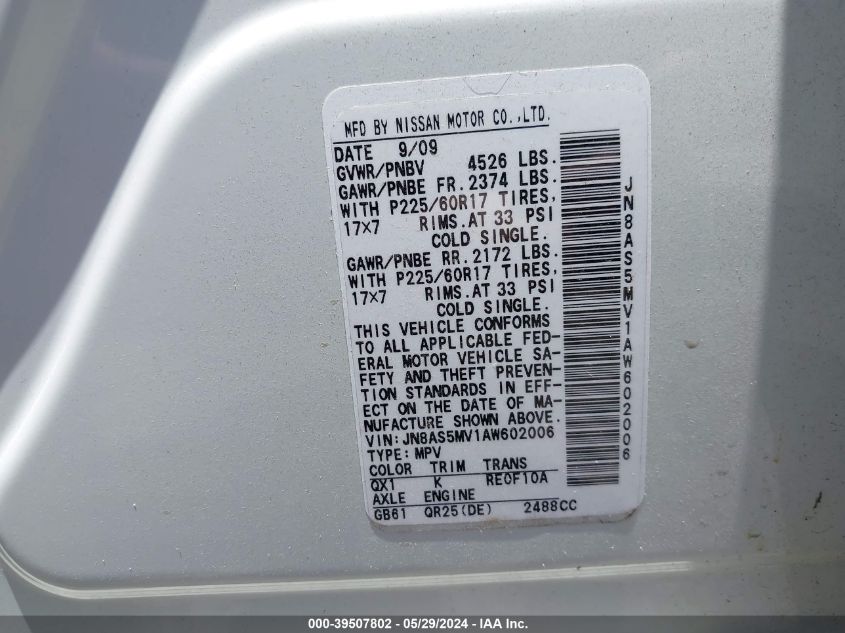 MFD BY NISSAN MOTOR CO.,LTD.
DATE 9/09
GVWR/PNBV 4526 LBS.
GAWR/PNBE FR. 2374 LBS.
WITH P225/60R17 TIRES,
17x7 RIMS.AT 33 PSI
COLD SINGLE.
GAWR/PNBE RR. 2172 LBS.
WITH P225/60R17 TIRES,
17x7 RIMS.AT 33 PSI
COLD SINGLE.
THIS VEHICLE CONFORMS
TO ALL APPLICABLE FED-
ERAL MOTOR VEHICLE SA-
FETY AND THEFT PREVEN-
TION STANDARDS IN EFF-
ECT ON THE DATE OF MA-
NUFACTURE SHOWN ABOVE.
VIN:JN8AS5MV1AW602006
TYPE:MPV
COLOR TRIM TRANS
QX1 K RE0F10A
AXLE ENGINE
GB61 QR25(DE) 2488CC
JN8AS5MV1AW602006
000-39507802 - 05/29/2024 - IAA Inc.